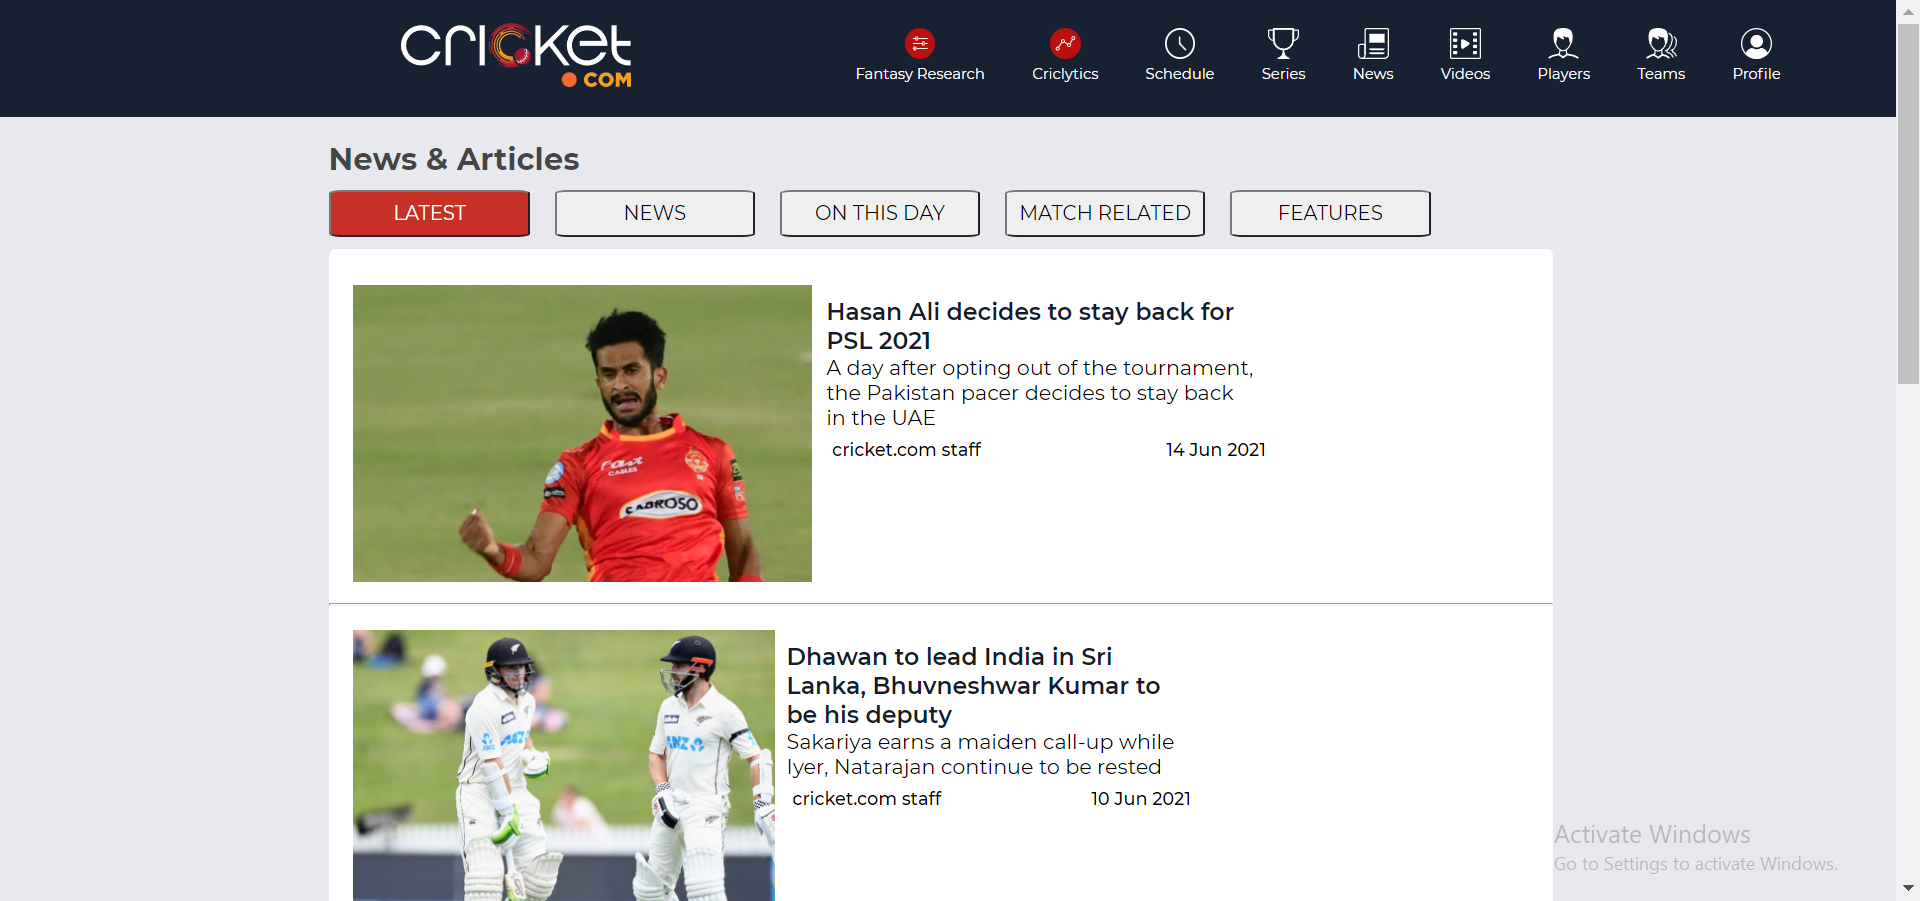 cricket
.COM
Fantasy Research
Criclytics
Schedule
Series
News
Videos
Players
Teams
Profile
News & Articles
LATEST
NEWS
ON THIS DAY
MATCH RELATED
FEATURES
Fast
CABLES
CABROSO
Hasan Ali decides to stay back for
PSL 2021
A day after opting out of the tournament,
the Pakistan pacer decides to stay back
in the UAE
cricket.com staff
14 Jun 2021
ANZ
ANZ
Dhawan to lead India in Sri
Lanka, Bhuvneshwar Kumar to
be his deputy
Sakariya earns a maiden call-up while
Iyer, Natarajan continue to be rested
cricket.com staff
10 Jun 2021
Activate Windows
Go to Settings to activate Windows.